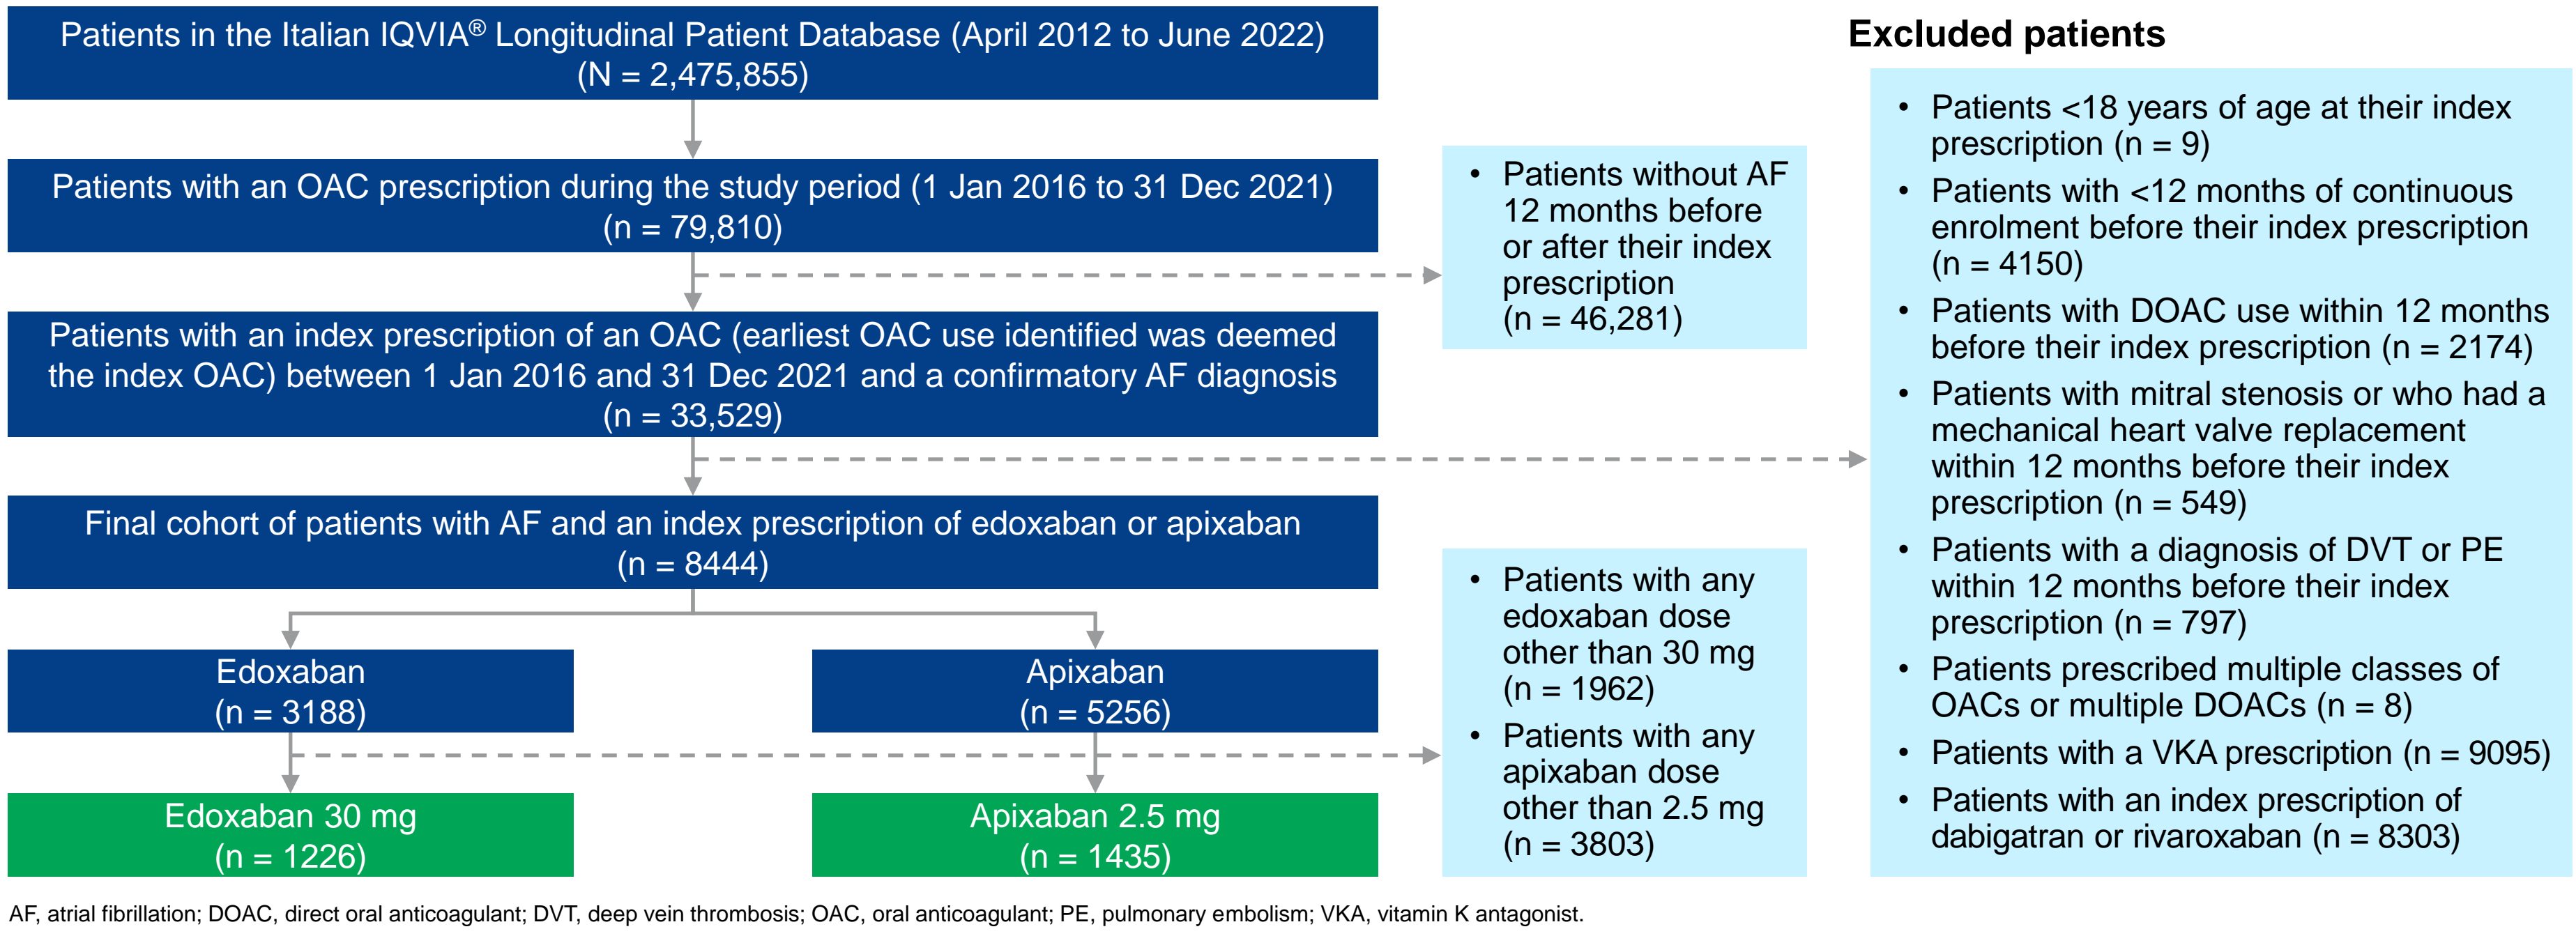 Patients in the Italian IQVIA® Longitudinal Patient Database (April 2012 to June 2022)
(N = 2,475,855)
Patients with an OAC prescription during the study period (1 Jan 2016 to 31 Dec 2021)
(n = 79,810)
• Patients without AF
12 months before
or after their index
prescription
(n = 46,281)
Patients with an index prescription of an OAC (earliest OAC use identified was deemed
the index OAC) between 1 Jan 2016 and 31 Dec 2021 and a confirmatory AF diagnosis
(n = 33,529)
Excluded patients
• Patients <18 years of age at their index
prescription (n = 9)
• Patients with <12 months of continuous
enrolment before their index prescription
(n = 4150)
• Patients with DOAC use within 12 months
before their index prescription (n = 2174)
• Patients with mitral stenosis or who had a
mechanical heart valve replacement
within 12 months before their index
prescription (n = 549)
• Patients with a diagnosis of DVT or PE
within 12 months before their index
prescription (n = 797)
• Patients prescribed multiple classes of
OACs or multiple DOACs (n = 8)
• Patients with a VKA prescription (n = 9095)
• Patients with an index prescription of
dabigatran or rivaroxaban (n = 8303)
Final cohort of patients with AF and an index prescription of edoxaban or apixaban
(n = 8444)
Edoxaban
(n = 3188)
Apixaban
(n = 5256)
• Patients with any
edoxaban dose
other than 30 mg
(n = 1962)
• Patients with any
apixaban dose
other than 2.5 mg
(n = 3803)
Edoxaban 30 mg
(n = 1226)
Apixaban 2.5 mg
(n = 1435)
AF, atrial fibrillation; DOAC, direct oral anticoagulant; DVT, deep vein thrombosis; OAC, oral anticoagulant; PE, pulmonary embolism; VKA, vitamin K antagonist.